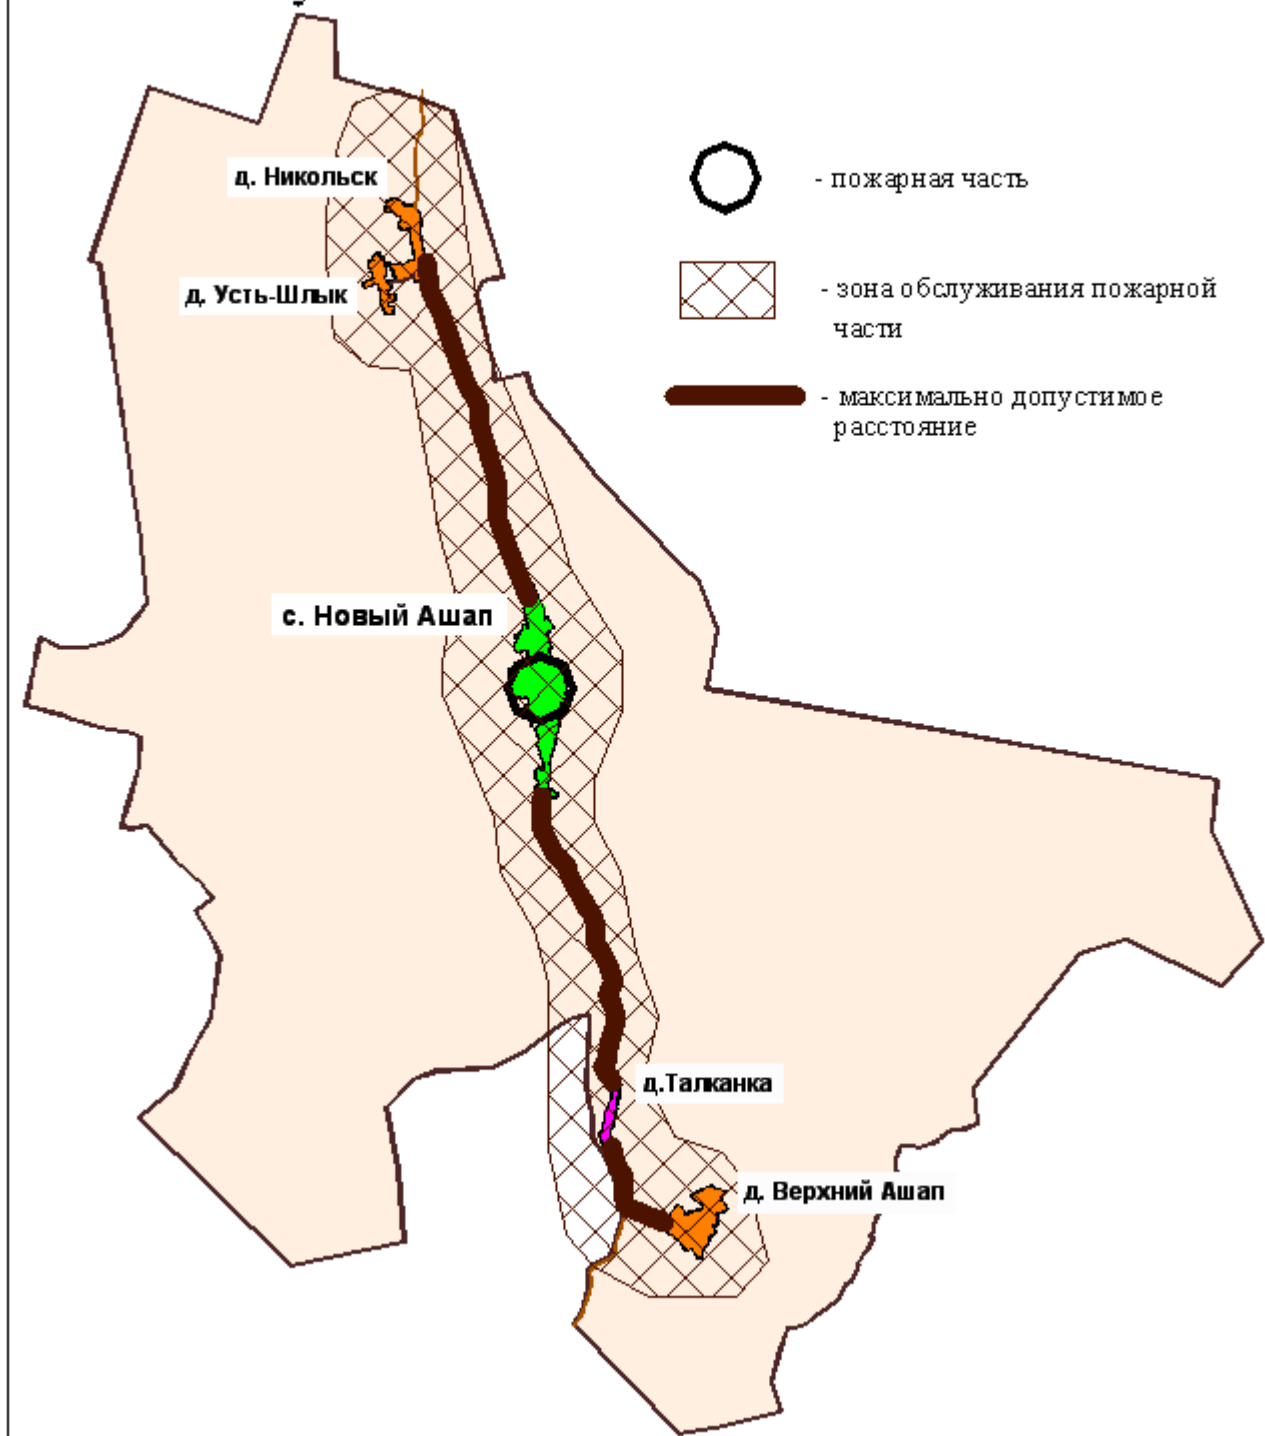 д. Никольск
- пожарная часть
д. Усть-Шлык
- зона обслуживания пожарной
части
- максимально допустимое
расстояние
с. Новый Ашап
д.Талканка
д. Верхний Ашап